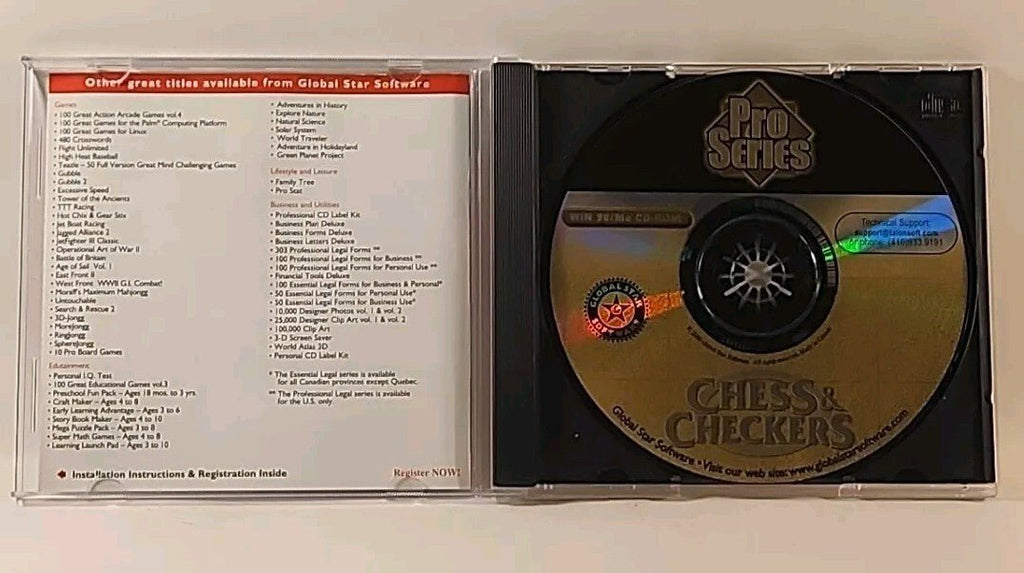 Other great titles available from Global Star Software
Games
• 100 Great Action Arcade Games vol.4
• 100 Great Games for the Palm® Computing Platform
• 100 Great Games for Linux
• 480 Crosswords
• Flight Unlimited
• High Heat Baseball
• Teazle – 50 Full Version Great Mind Challenging Games
• Gubble
• Gubble 2
• Excessive Speed
• Tower of the Ancients
• TTT Racing
• Hot Chix & Gear Stix
• Jet Boat Racing
• Jagged Alliance 2
• JetFighter III Classic
• Operational Art of War II
• Battle of Britain
• Age of Sail Vol. 1
• East Front II
• West Front WWII G.I. Combat!
• Moraff's Maximum Mahjongg
• Untouchable
• Search & Rescue 2
• 3D-Jongg
• MoreJongg
• RingJongg
• SphereJongg
• 10 Pro Board Games
Edutainment
• Personal I.Q. Test
• 100 Great Educational Games vol.3
• Preschool Fun Pack – Ages 18 mos. to 3 yrs.
• Craft Maker – Ages 4 to 8
• Early Learning Advantage – Ages 3 to 6
• Story Book Maker – Ages 4 to 10
• Mega Puzzle Pack – Ages 3 to 8
• Super Math Games – Ages 4 to 8
• Learning Launch Pad – Ages 3 to 10
• Adventures in History
• Explore Nature
• Natural Science
• Solar System
• World Traveler
• Adventure in Holidayland
• Green Planet Project
Lifestyle and Leisure
• Family Tree
• Pro Stat
Business and Utilities
• Professional CD Label Kit
• Business Plan Deluxe
• Business Forms Deluxe
• Business Letters Deluxe
• 303 Professional Legal Forms **
• 100 Professional Legal Forms for Business **
• 100 Professional Legal Forms for Personal Use **
• Financial Tools Deluxe
• 100 Essential Legal Forms for Business & Personal*
• 50 Essential Legal Forms for Personal Use*
• 50 Essential Legal Forms for Business Use*
• 10,000 Designer Photos vol. 1 & vol. 2
• 25,000 Designer Clip Art vol. 1 & vol. 2
• 100,000 Clip Art
• 3-D Screen Saver
• World Atlas 3D
• Personal CD Label Kit
* The Essential Legal series is available
for all Canadian provinces except Quebec.
** The Professional Legal series is available
for the U.S. only.
Installation Instructions & Registration Inside
Register NOW!
Pro
Series
WIN 98/Me CD-ROM
Technical Support:
support@talonsoft.com
or phone: (410)933.9191
GLOBAL STAR
SOFTWARE
CHESS &
CHECKERS
Global Star Software • Visit our web site: www.globalstarsoftware.com